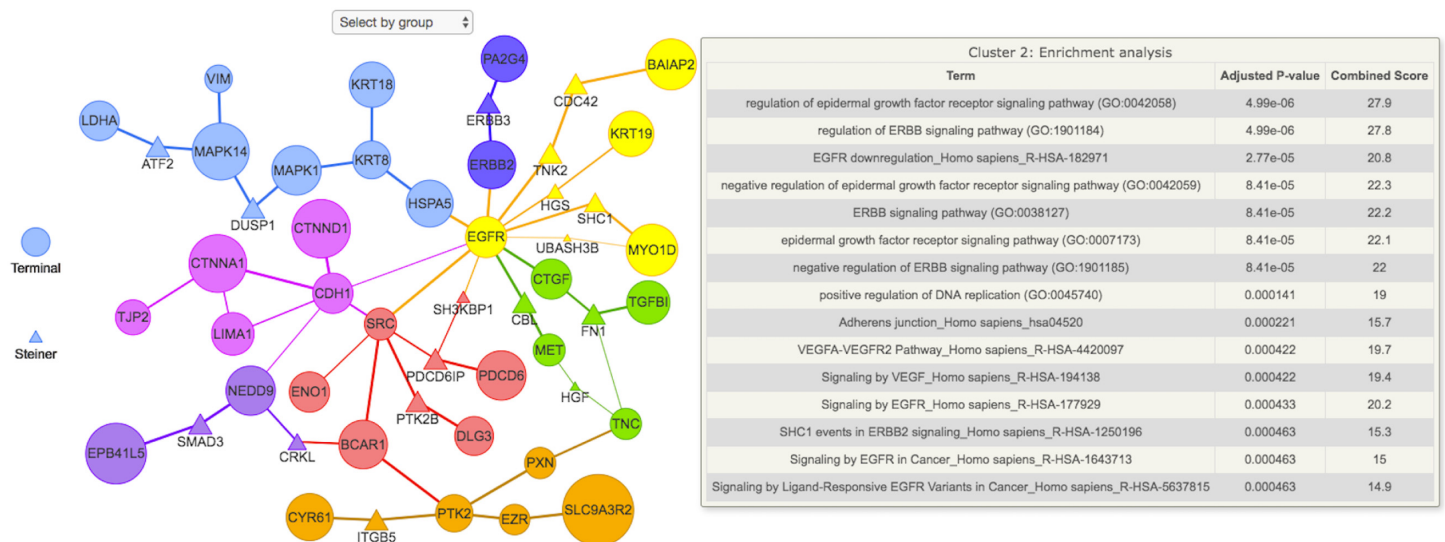 Select by group
PA2G4
BAIAP2
VIM
KRT18
CDC42
LDHA
ERBB3
KRT19
MAPK14
ATF2
MAPK1
KRT8
ERBB2
TNK2
HGS
HSPA5
SHC1
DUSP1
CTNND1
EGFR
UBASH3B
MYO1D
Terminal
CTNNA1
CTGF
CDH1
TGFBI
SH3KBP1
TJP2
LIMA1
SRC
CBL
FN1
Steiner
MET
PDCD6IP
PDCD6
NEDD9
ENO1
HGF
PTK2B
TNC
SMAD3
DLG3
EPB41L5
CRKL
BCAR1
PXN
CYR61
PTK2
EZR
SLC9A3R2
ITGB5
Cluster 2: Enrichment analysis
Term Adjusted P-value Combined Score
regulation of epidermal growth factor receptor signaling pathway (GO:0042058) 4.99e-06 27.9
regulation of ERBB signaling pathway (GO:1901184) 4.99e-06 27.8
EGFR downregulation_Homo sapiens_R-HSA-182971 2.77e-05 20.8
negative regulation of epidermal growth factor receptor signaling pathway (GO:0042059) 8.41e-05 22.3
ERBB signaling pathway (GO:0038127) 8.41e-05 22.2
epidermal growth factor receptor signaling pathway (GO:0007173) 8.41e-05 22.1
negative regulation of ERBB signaling pathway (GO:1901185) 8.41e-05 22
positive regulation of DNA replication (GO:0045740) 0.000141 19
Adherens junction_Homo sapiens_hsa04520 0.000221 15.7
VEGFA-VEGFR2 Pathway_Homo sapiens_R-HSA-4420097 0.000422 19.7
Signaling by VEGF_Homo sapiens_R-HSA-194138 0.000422 19.4
Signaling by EGFR_Homo sapiens_R-HSA-177929 0.000433 20.2
SHC1 events in ERBB2 signaling_Homo sapiens_R-HSA-1250196 0.000463 15.3
Signaling by EGFR in Cancer_Homo sapiens_R-HSA-1643713 0.000463 15
Signaling by Ligand-Responsive EGFR Variants in Cancer_Homo sapiens_R-HSA-5637815 0.000463 14.9